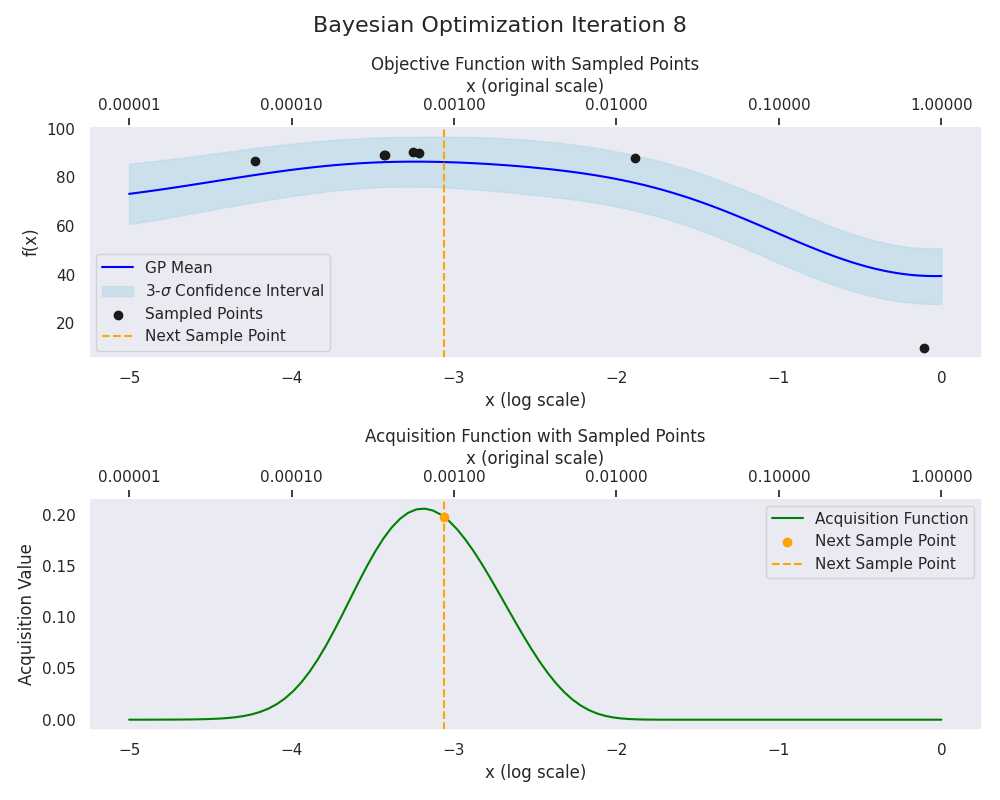 Bayesian Optimization Iteration 8
Objective Function with Sampled Points
x (original scale)
0.00001 0.00010 0.00100 0.01000 0.10000 1.00000
100
80
60
40
20
f(x)
GP Mean
3-σ Confidence Interval
Sampled Points
Next Sample Point
−5 −4 −3 −2 −1 0
x (log scale)
Acquisition Function with Sampled Points
x (original scale)
0.00001 0.00010 0.00100 0.01000 0.10000 1.00000
0.20
0.15
0.10
0.05
0.00
Acquisition Value
Acquisition Function
Next Sample Point
Next Sample Point
−5 −4 −3 −2 −1 0
x (log scale)